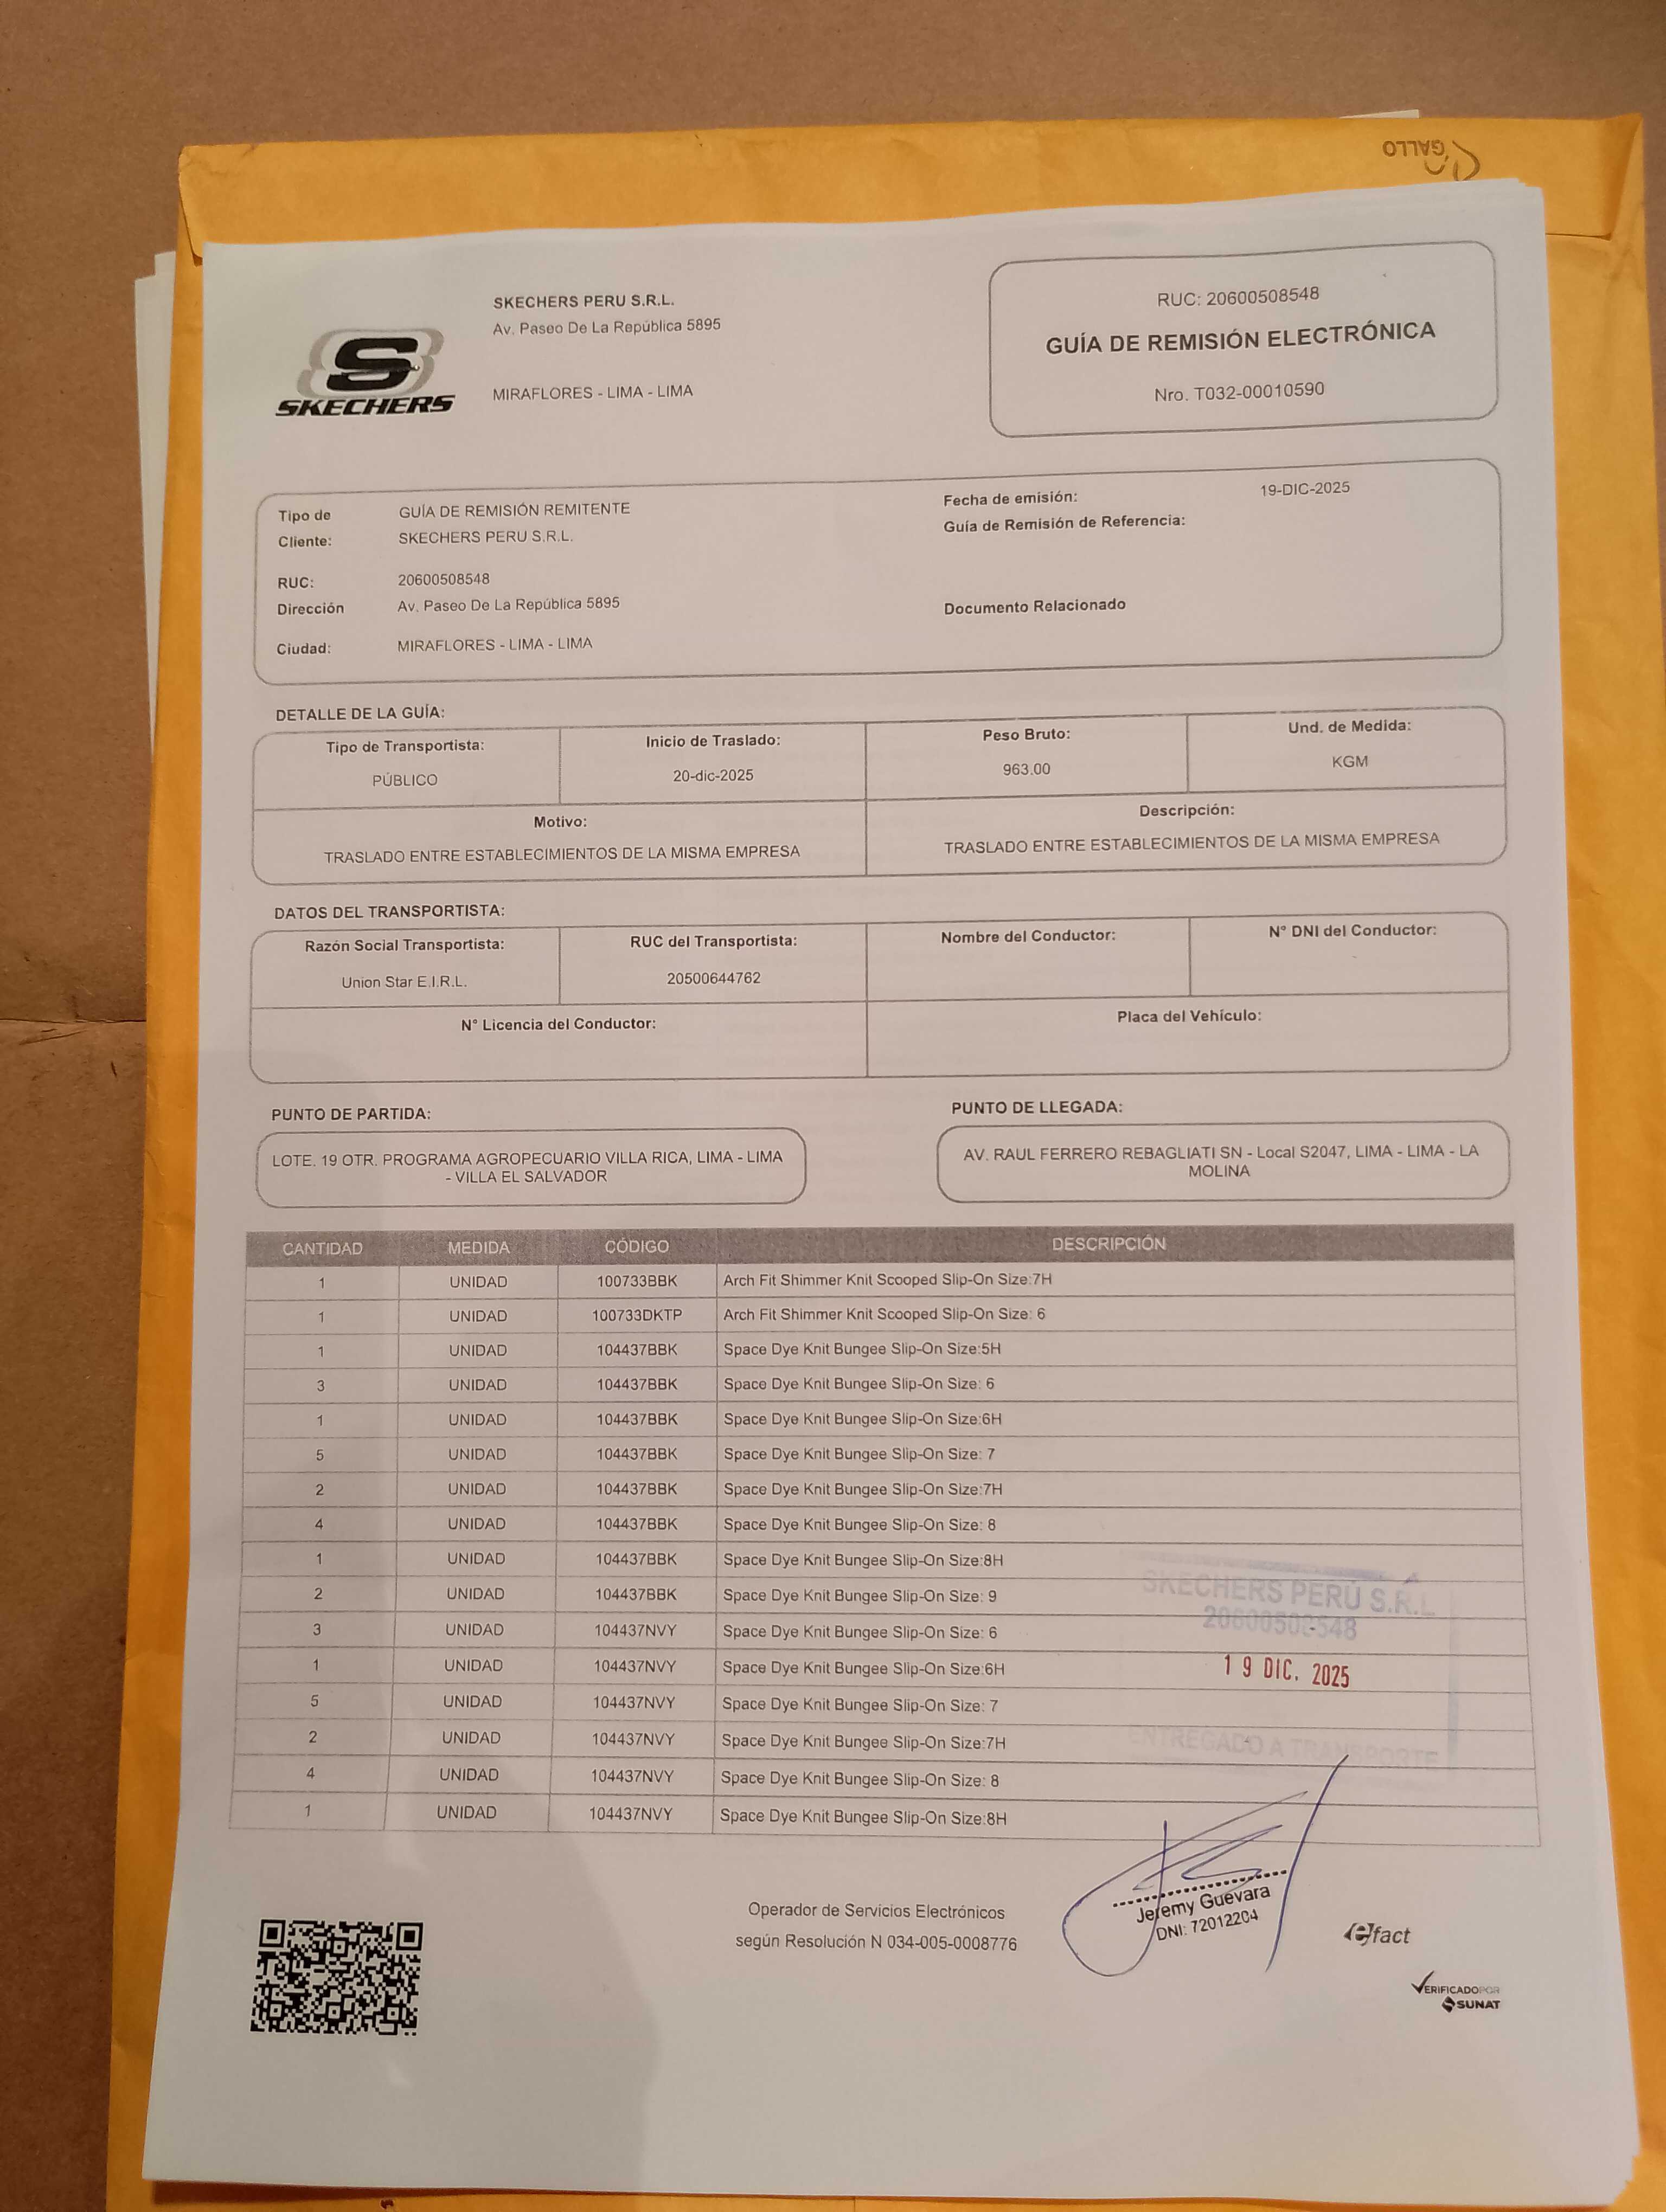 GALLO
SKECHERS
SKECHERS PERU S.R.L.
Av. Paseo De La República 5895
MIRAFLORES - LIMA - LIMA
RUC: 20600508548
GUÍA DE REMISIÓN ELECTRÓNICA
Nro. T032-00010590
Tipo de GUÍA DE REMISIÓN REMITENTE
Cliente: SKECHERS PERU S.R.L.
RUC: 20600508548
Dirección Av. Paseo De La República 5895
Ciudad: MIRAFLORES - LIMA - LIMA
Fecha de emisión: 19-DIC-2025
Guía de Remisión de Referencia:
Documento Relacionado
DETALLE DE LA GUÍA:
Tipo de Transportista: Inicio de Traslado: Peso Bruto: Und. de Medida:
PÚBLICO 20-dic-2025 963.00 KGM
Motivo: Descripción:
TRASLADO ENTRE ESTABLECIMIENTOS DE LA MISMA EMPRESA TRASLADO ENTRE ESTABLECIMIENTOS DE LA MISMA EMPRESA
DATOS DEL TRANSPORTISTA:
Razón Social Transportista: RUC del Transportista: Nombre del Conductor: N° DNI del Conductor:
Union Star E.I.R.L. 20500644762
N° Licencia del Conductor: Placa del Vehículo:
PUNTO DE PARTIDA:
LOTE. 19 OTR. PROGRAMA AGROPECUARIO VILLA RICA, LIMA - LIMA
- VILLA EL SALVADOR
PUNTO DE LLEGADA:
AV. RAUL FERRERO REBAGLIATI SN - Local S2047, LIMA - LIMA - LA
MOLINA
CANTIDAD MEDIDA CÓDIGO DESCRIPCIÓN
1 UNIDAD 100733BBK Arch Fit Shimmer Knit Scooped Slip-On Size:7H
1 UNIDAD 100733DKTP Arch Fit Shimmer Knit Scooped Slip-On Size: 6
1 UNIDAD 104437BBK Space Dye Knit Bungee Slip-On Size:5H
3 UNIDAD 104437BBK Space Dye Knit Bungee Slip-On Size: 6
1 UNIDAD 104437BBK Space Dye Knit Bungee Slip-On Size:6H
5 UNIDAD 104437BBK Space Dye Knit Bungee Slip-On Size: 7
2 UNIDAD 104437BBK Space Dye Knit Bungee Slip-On Size:7H
4 UNIDAD 104437BBK Space Dye Knit Bungee Slip-On Size: 8
1 UNIDAD 104437BBK Space Dye Knit Bungee Slip-On Size:8H
2 UNIDAD 104437BBK Space Dye Knit Bungee Slip-On Size: 9
3 UNIDAD 104437NVY Space Dye Knit Bungee Slip-On Size: 6
1 UNIDAD 104437NVY Space Dye Knit Bungee Slip-On Size:6H
5 UNIDAD 104437NVY Space Dye Knit Bungee Slip-On Size: 7
2 UNIDAD 104437NVY Space Dye Knit Bungee Slip-On Size:7H
4 UNIDAD 104437NVY Space Dye Knit Bungee Slip-On Size: 8
1 UNIDAD 104437NVY Space Dye Knit Bungee Slip-On Size:8H
SKECHERS PERÚ S.R.L
20600508548
19 DIC. 2025
ENTREGADO A TRANSPORTE
Jeremy Guevara
DNI: 72012204
Operador de Servicios Electrónicos
según Resolución N 034-005-0008776
efact
VERIFICADO POR
SUNAT